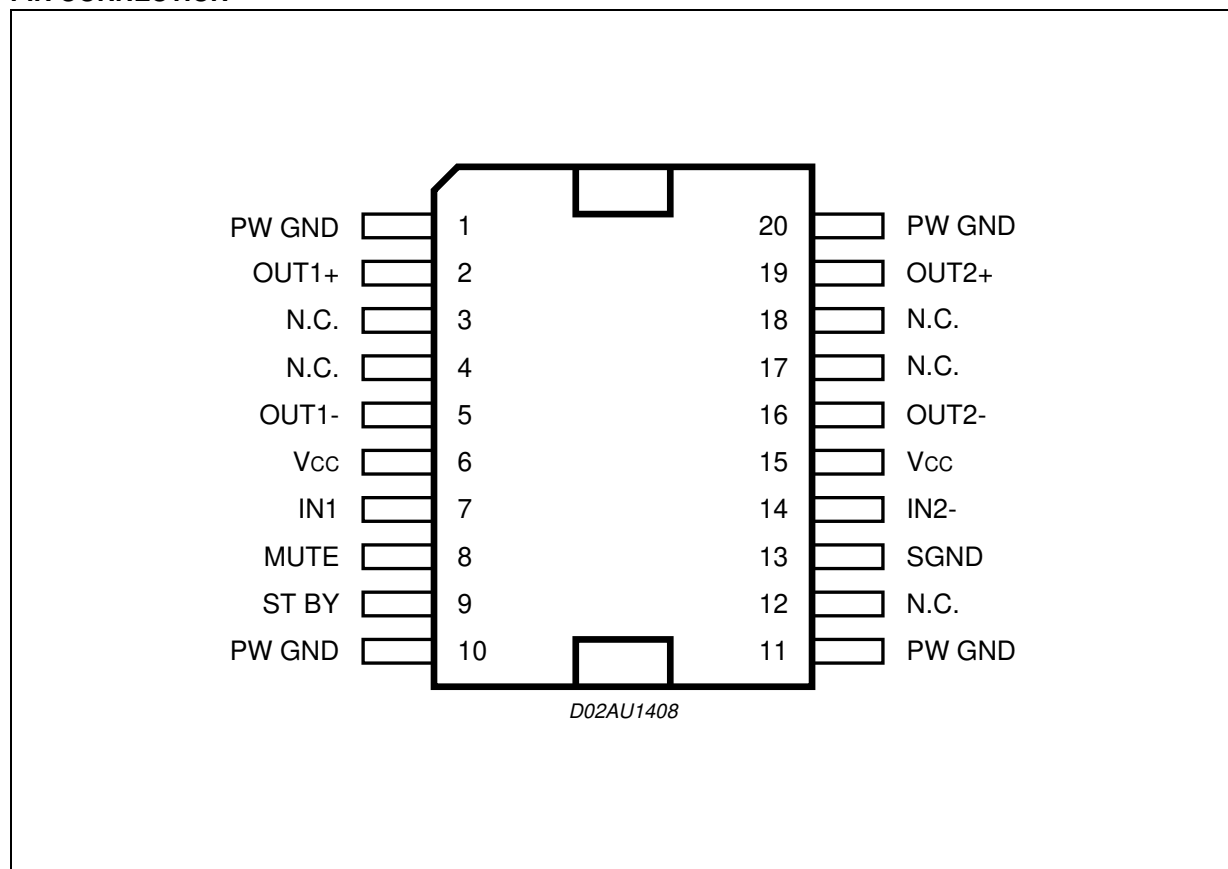 PW GND 1 20 PW GND
OUT1+ 2 19 OUT2+
N.C. 3 18 N.C.
N.C. 4 17 N.C.
OUT1- 5 16 OUT2-
VCC 6 15 VCC
IN1 7 14 IN2-
MUTE 8 13 SGND
ST BY 9 12 N.C.
PW GND 10 11 PW GND
D02AU1408